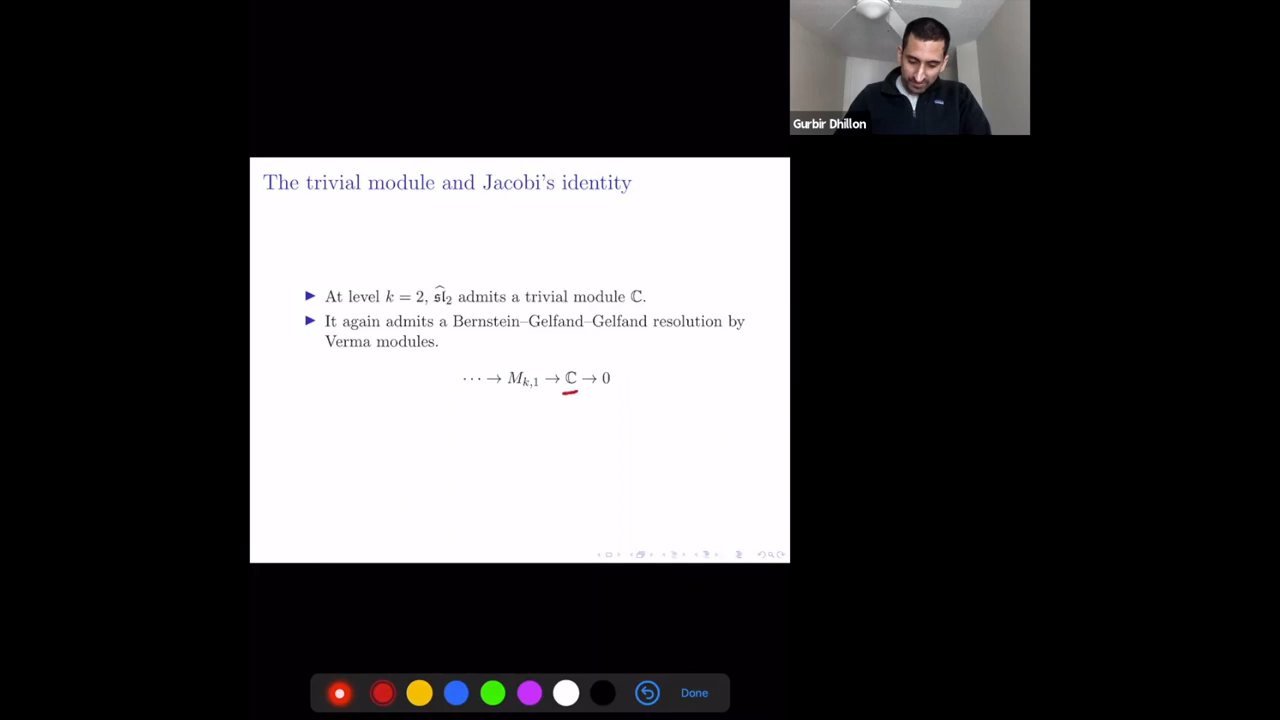 Gurbir Dhillon
The trivial module and Jacobi's identity
▶ At level k = 2, $\widehat{\mathfrak{sl}}_2$ admits a trivial module ℂ.
▶ It again admits a Bernstein–Gelfand–Gelfand resolution by
Verma modules.
⋯ → M_{k,1} → ℂ → 0
Done